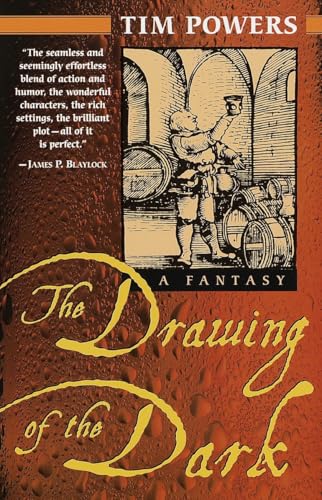 TIM POWERS
"The seamless and
seemingly effortless
blend of action and
humor, the wonderful
characters, the rich
settings, the brilliant
plot—all of it
is perfect."
—James P. Blaylock
A FANTASY
The Drawing
of the Dark